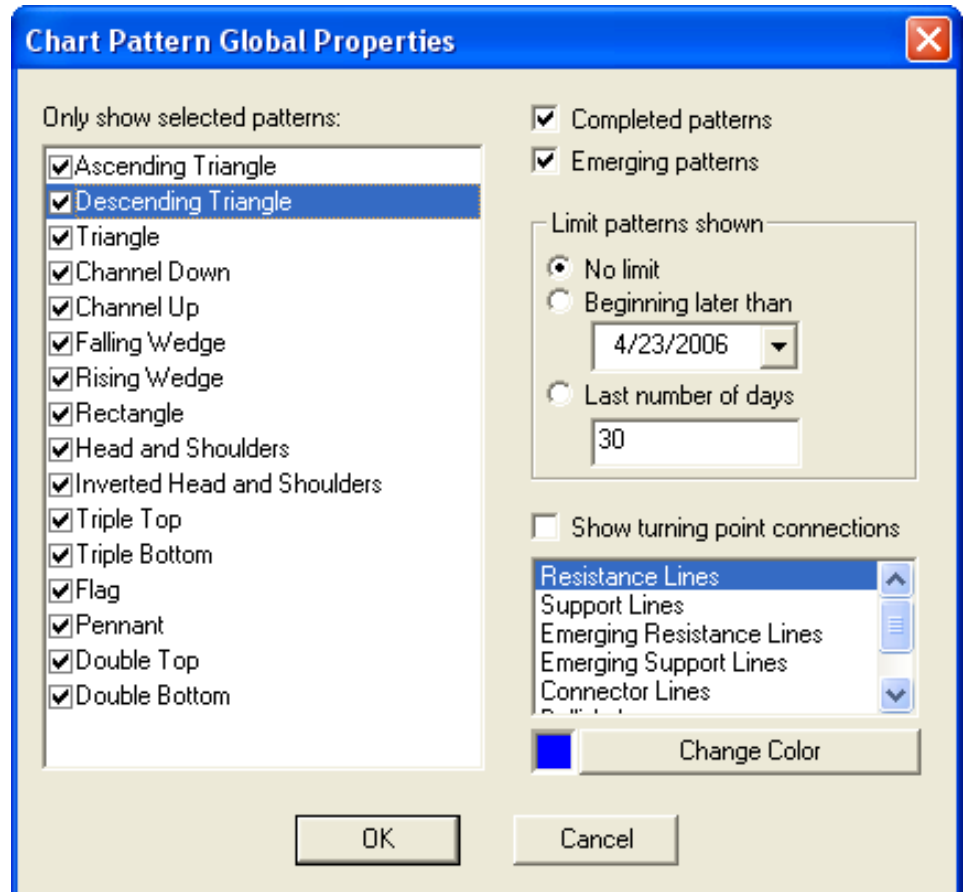 Chart Pattern Global Properties
Only show selected patterns:
Ascending Triangle
Descending Triangle
Triangle
Channel Down
Channel Up
Falling Wedge
Rising Wedge
Rectangle
Head and Shoulders
Inverted Head and Shoulders
Triple Top
Triple Bottom
Flag
Pennant
Double Top
Double Bottom
Completed patterns
Emerging patterns
Limit patterns shown
No limit
Beginning later than
4/23/2006
Last number of days
30
Show turning point connections
Resistance Lines
Support Lines
Emerging Resistance Lines
Emerging Support Lines
Connector Lines
Change Color
OK
Cancel